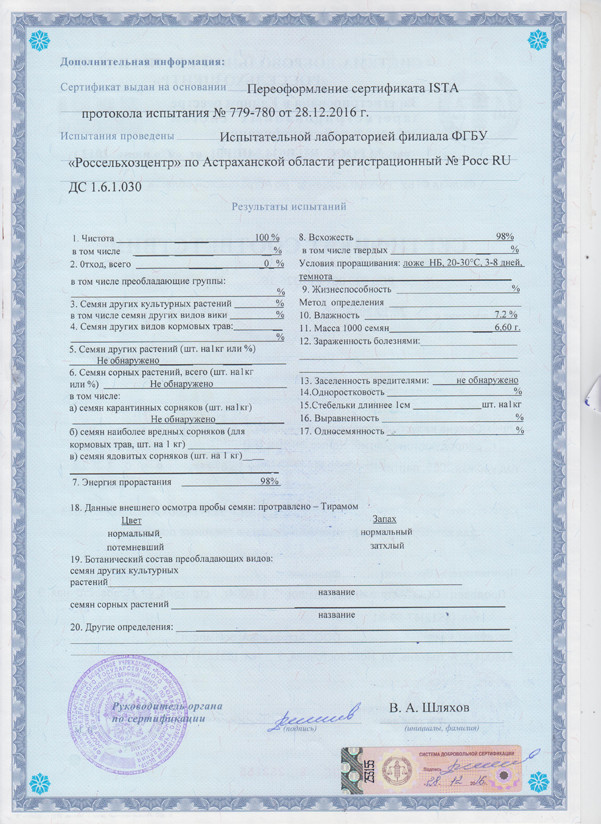 Дополнительная информация:
Сертификат выдан на основании Переоформление сертификата ISTA
протокола испытания № 779-780 от 28.12.2016 г.
Испытания проведены Испытательной лабораторией филиала ФГБУ
«Россельхозцентр» по Астраханской области регистрационный № Росс RU
ДС 1.6.1.030
Результаты испытаний
1. Чистота 100 %
в том числе %
2. Отход, всего 0 %
в том числе преобладающие группы:
%
3. Семян других культурных растений %
в том числе семян других видов вики %
4. Семян других видов кормовых трав:
%
5. Семян других растений (шт. на1кг или %)
Не обнаружено
6. Семян сорных растений, всего (шт. на1кг
или %) Не обнаружено
в том числе:
а) семян карантинных сорняков (шт. на1кг)
Не обнаружено
б) семян наиболее вредных сорняков (для
кормовых трав, шт. на 1 кг)
в) семян ядовитых сорняков (шт. на 1 кг)
7. Энергия прорастания 98%
8. Всхожесть 98%
в том числе твердых %
Условия проращивания: ложе НБ, 20-30°С, 3-8 дней,
темнота
9. Жизнеспособность %
Метод определения
10. Влажность 7.2 %
11. Масса 1000 семян 6,60 г.
12. Зараженность болезнями:
13. Заселенность вредителями: не обнаружено
14.Одноростковость %
15.Стебельки длиннее 1см шт. на1кг
16. Выравненность %
17. Односемянность %
18. Данные внешнего осмотра пробы семян: протравлено – Тирамом
Цвет Запах
нормальный нормальный
потемневший затхлый
19. Ботанический состав преобладающих видов:
семян других культурных
растений
название
семян сорных растений
название
20. Другие определения:
Руководитель органа В. А. Шляхов
по сертификации (подпись) (инициалы, фамилия)
СИСТЕМА ДОБРОВОЛЬНОЙ СЕРТИФИКАЦИИ
Подпись
28. 12 16.